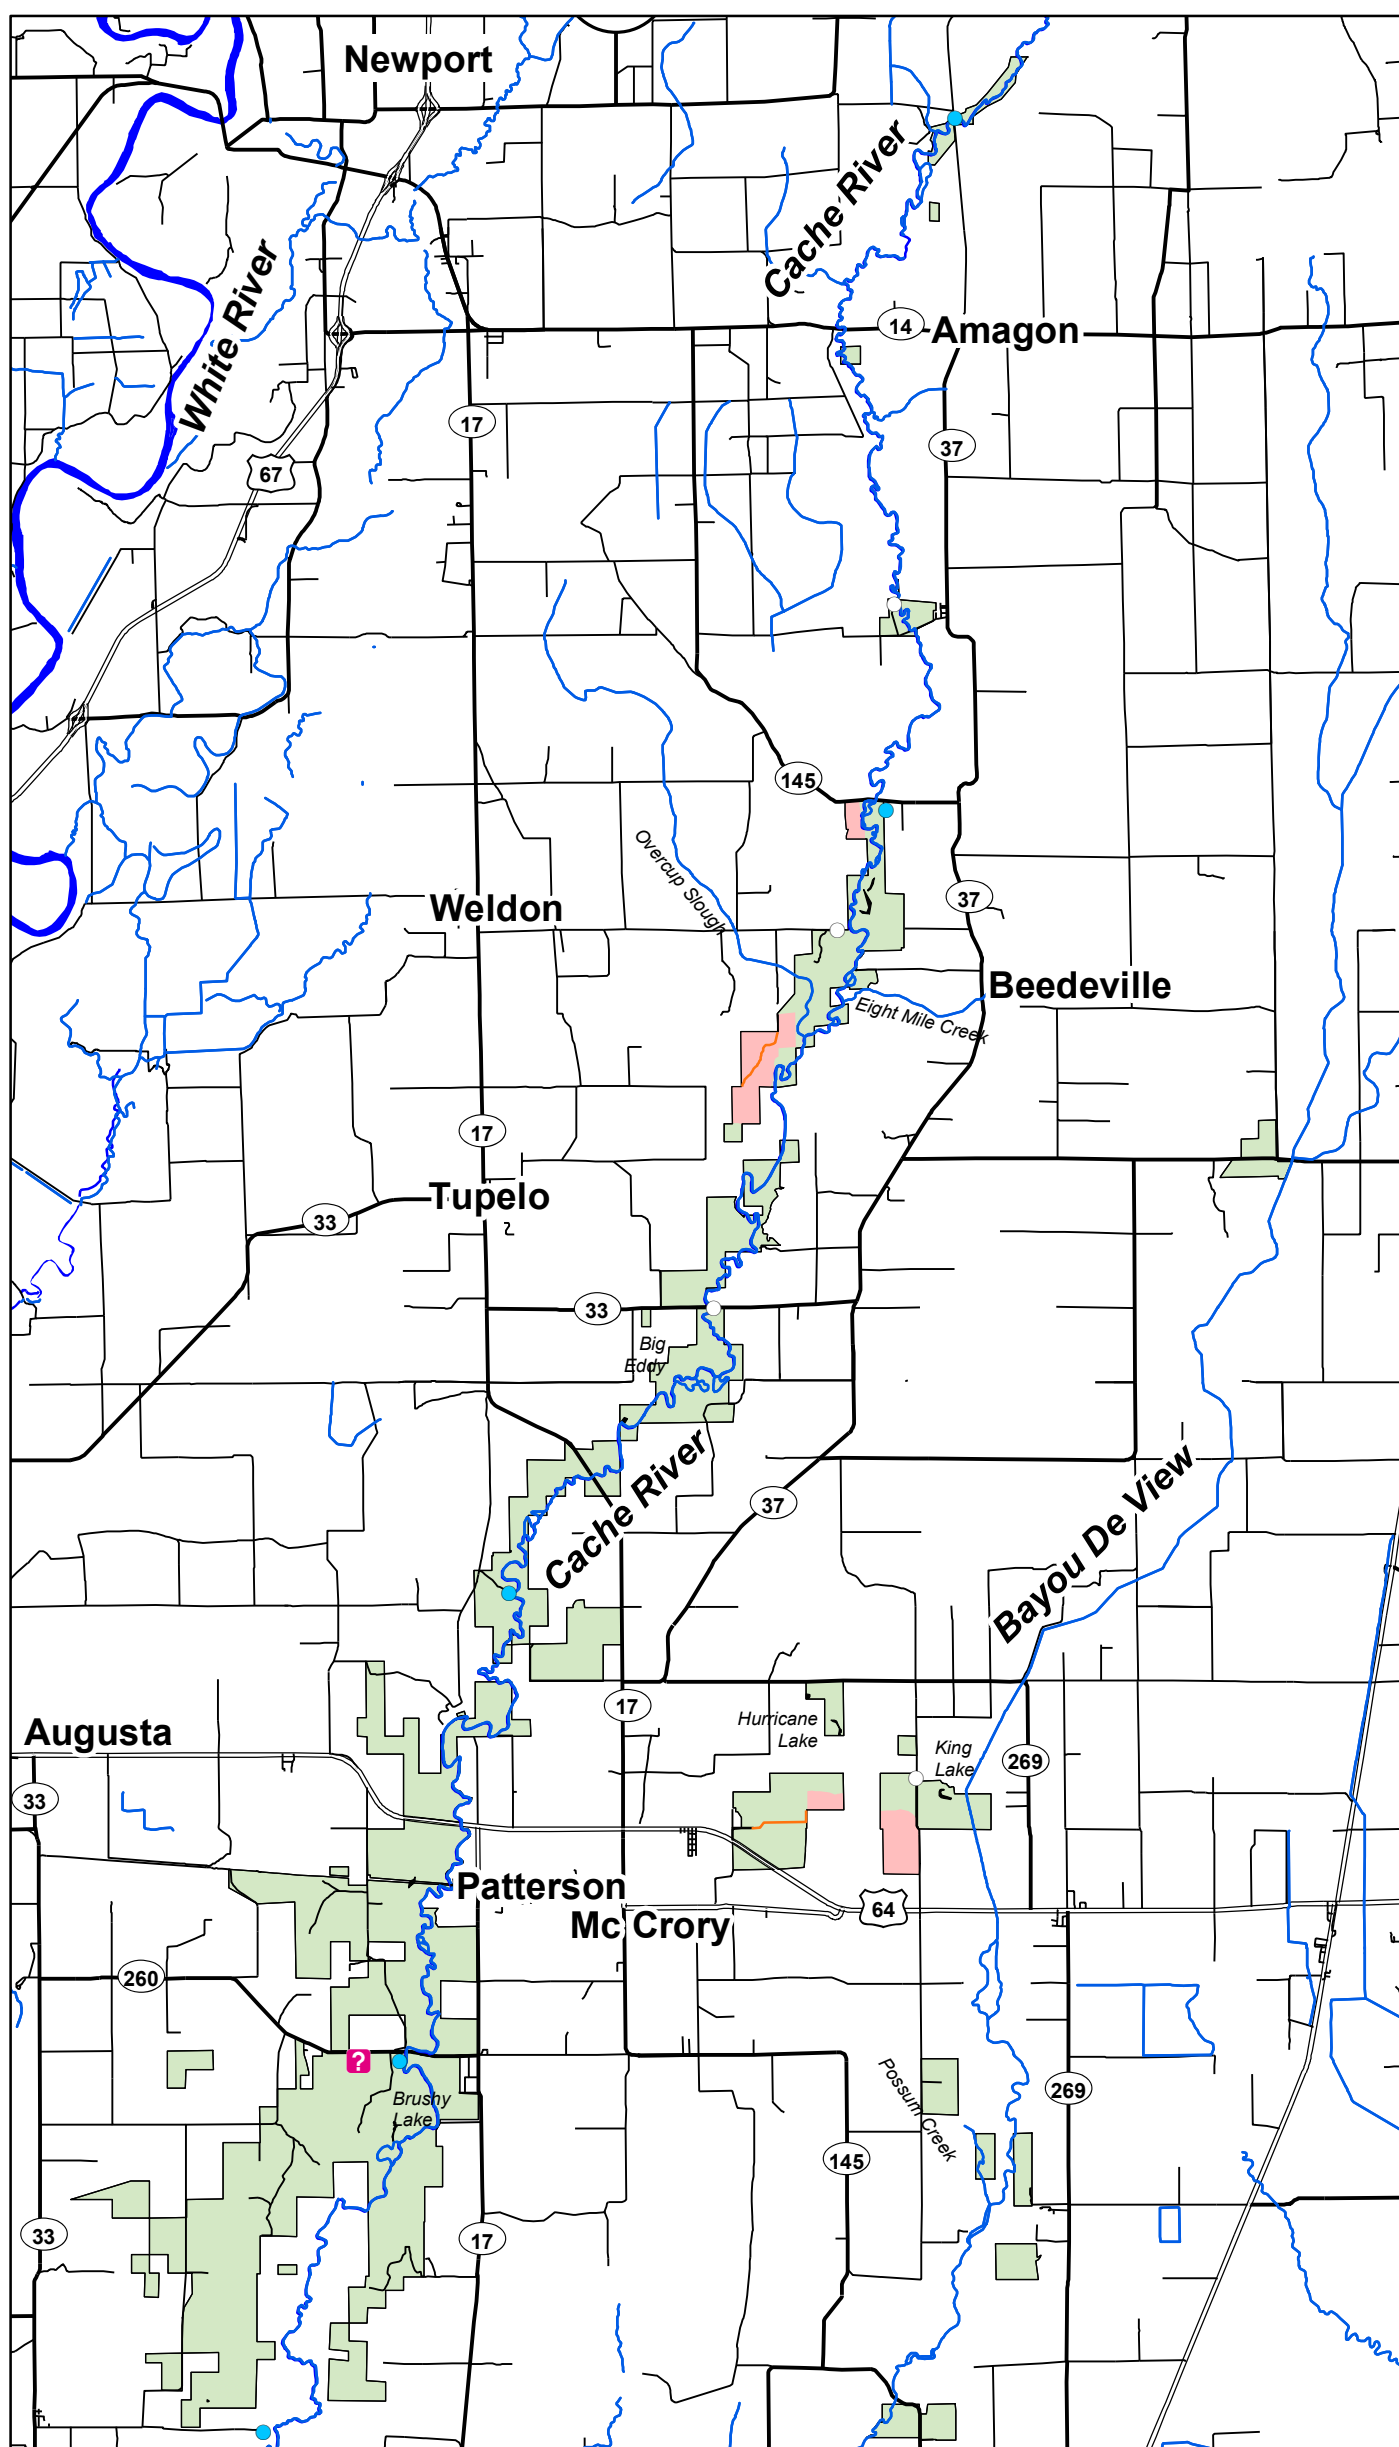 Newport
Cache River
White River
14
Amagon
17
37
67
145
Overcup Slough
37
Weldon
Beedeville
Eight Mile Creek
17
Tupelo
33
33
Big
Eddy
Cache River
37
Bayou De View
17
Hurricane
Lake
Augusta
King
Lake
269
33
Patterson
64
Mc Crory
260
?
Possum Creek
269
Brushy
Lake
145
33
17